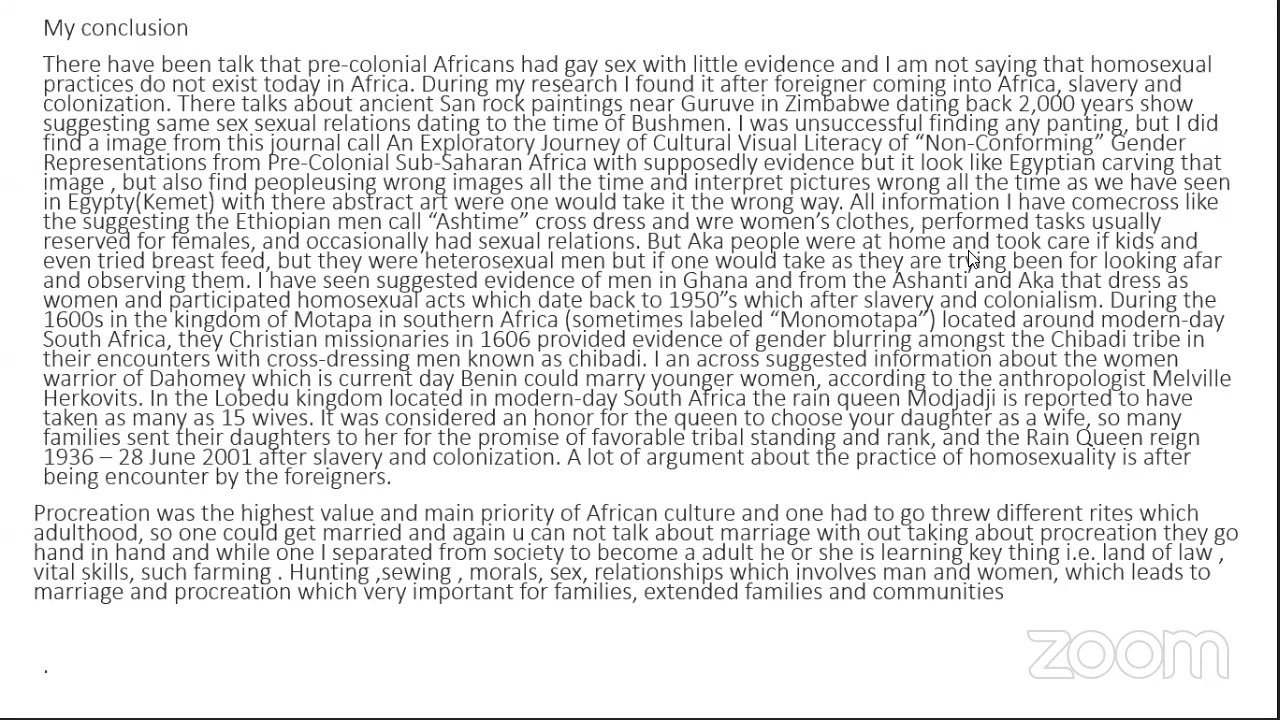 My conclusion
There have been talk that pre-colonial Africans had gay sex with little evidence and I am not saying that homosexual
practices do not exist today in Africa. During my research I found it after foreigner coming into Africa, slavery and
colonization. There talks about ancient San rock paintings near Guruve in Zimbabwe dating back 2,000 years show
suggesting same sex sexual relations dating to the time of Bushmen. I was unsuccessful finding any panting, but I did
find a image from this journal call An Exploratory Journey of Cultural Visual Literacy of “Non-Conforming” Gender
Representations from Pre-Colonial Sub-Saharan Africa with supposedly evidence but it look like Egyptian carving that
image , but also find peopleusing wrong images all the time and interpret pictures wrong all the time as we have seen
in Egypty(Kemet) with there abstract art were one would take it the wrong way. All information I have comecross like
the suggesting the Ethiopian men call “Ashtime” cross dress and wre women’s clothes, performed tasks usually
reserved for females, and occasionally had sexual relations. But Aka people were at home and took care if kids and
even tried breast feed, but they were heterosexual men but if one would take as they are trying been for looking afar
and observing them. I have seen suggested evidence of men in Ghana and from the Ashanti and Aka that dress as
women and participated homosexual acts which date back to 1950”s which after slavery and colonialism. During the
1600s in the kingdom of Motapa in southern Africa (sometimes labeled “Monomotapa”) located around modern-day
South Africa, they Christian missionaries in 1606 provided evidence of gender blurring amongst the Chibadi tribe in
their encounters with cross-dressing men known as chibadi. I an across suggested information about the women
warrior of Dahomey which is current day Benin could marry younger women, according to the anthropologist Melville
Herkovits. In the Lobedu kingdom located in modern-day South Africa the rain queen Modjadji is reported to have
taken as many as 15 wives. It was considered an honor for the queen to choose your daughter as a wife, so many
families sent their daughters to her for the promise of favorable tribal standing and rank, and the Rain Queen reign
1936 – 28 June 2001 after slavery and colonization. A lot of argument about the practice of homosexuality is after
being encounter by the foreigners.
Procreation was the highest value and main priority of African culture and one had to go threw different rites which
adulthood, so one could get married and again u can not talk about marriage with out taking about procreation they go
hand in hand and while one I separated from society to become a adult he or she is learning key thing i.e. land of law ,
vital skills, such farming . Hunting ,sewing , morals, sex, relationships which involves man and women, which leads to
marriage and procreation which very important for families, extended families and communities
.
zoom